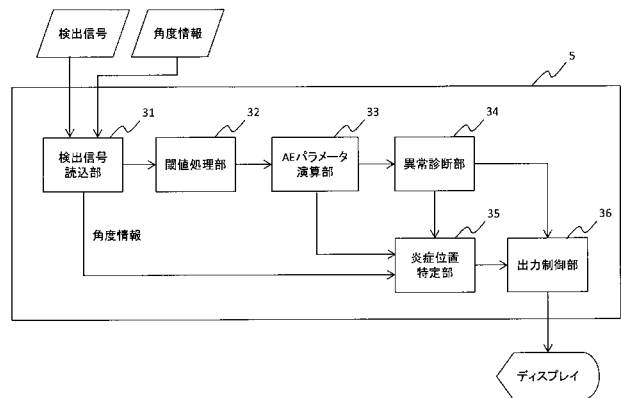 検出信号
角度情報
5
31
32
33
34
検出信号
読込部
閾値処理部
AEパラメータ
演算部
異常診断部
角度情報
35
36
炎症位置
特定部
出力制御部
ディスプレイ